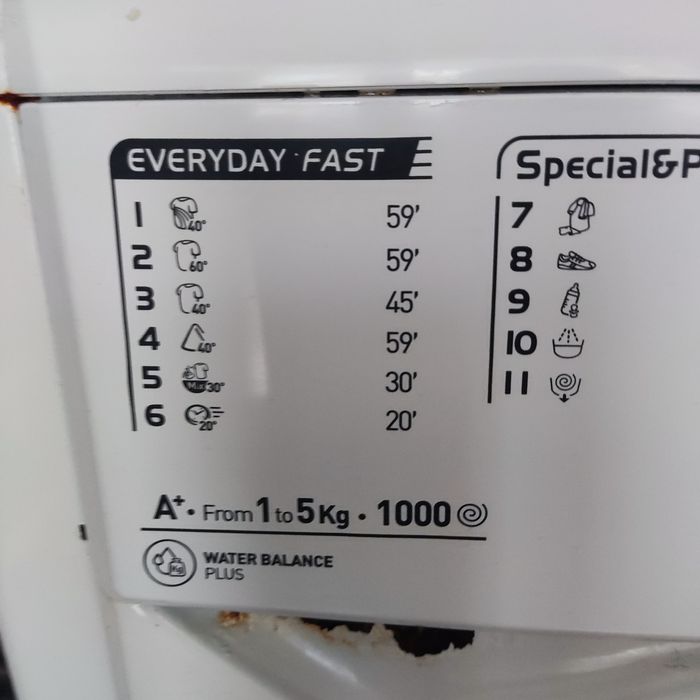 EVERYDAY FAST
1 40° 59'
2 60° 59'
3 40° 45'
4 40° 59'
5 Mix 30° 30'
6 20° 20'
Special&P
7
8
9
10
11
A+ • From 1 to 5Kg • 1000
Kg
WATER BALANCE
PLUS